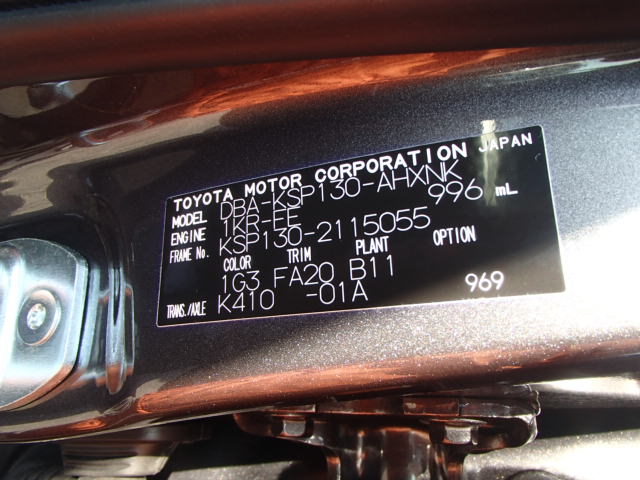 TOYOTA MOTOR CORPORATION JAPAN
MODEL DBA-KSP130-AHXNK
ENGINE 1KR-FE 996 mL
FRAME No. KSP130-2115055
COLOR TRIM PLANT OPTION
1G3 FA20 B11
TRANS./AXLE K410 -01A 969